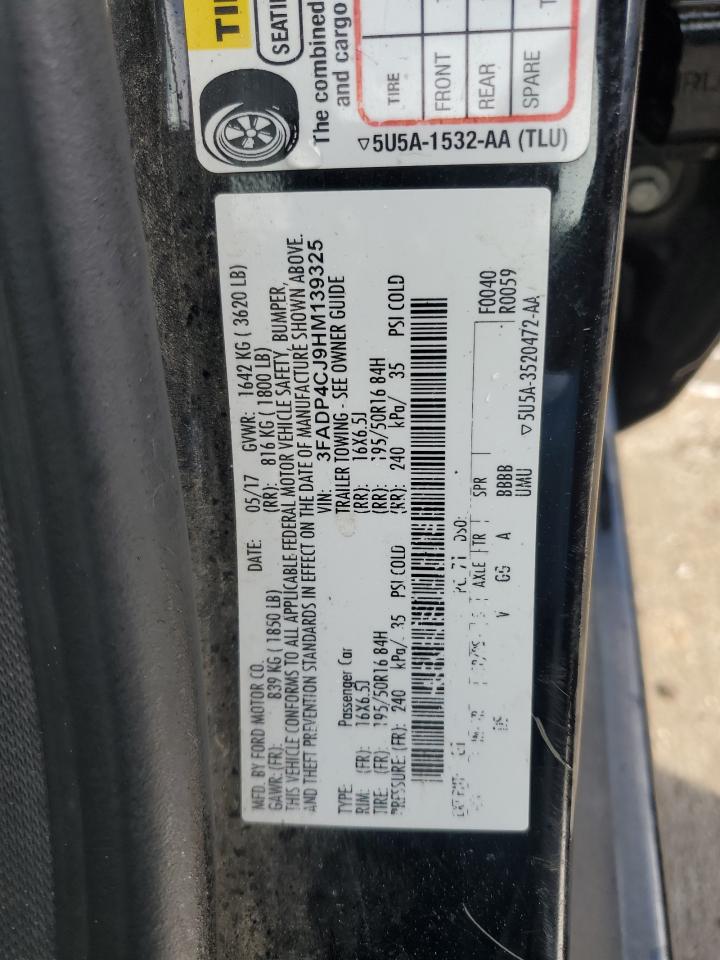 TI
SEATI
The combined
and cargo
TIRE
FRONT
REAR
SPARE
5U5A-1532-AA (TLU)
MFD. BY FORD MOTOR CO. DATE: 05/17 GVWR: 1642 KG ( 3620 LB)
GAWR: (FR): 839 KG ( 1850 LB) (RR): 816 KG ( 1800 LB)
THIS VEHICLE CONFORMS TO ALL APPLICABLE FEDERAL MOTOR VEHICLE SAFETY, BUMPER,
AND THEFT PREVENTION STANDARDS IN EFFECT ON THE DATE OF MANUFACTURE SHOWN ABOVE.
VIN: 3FADP4CJ9HM139325
TYPE: Passenger Car TRAILER TOWING - SEE OWNER GUIDE
RIM: (FR): 16X6.5J (RR): 16X6.5J
TIRE: (FR): 195/50R16 84H (RR): 195/50R16 84H
PRESSURE: (FR): 240 kPa/ 35 PSI COLD (RR): 240 kPa/ 35 PSI COLD
F0040
71 DSO: R0059
AXLE TR SPR
V G5 A BBBB
UMU
5U5A-3520472-AA